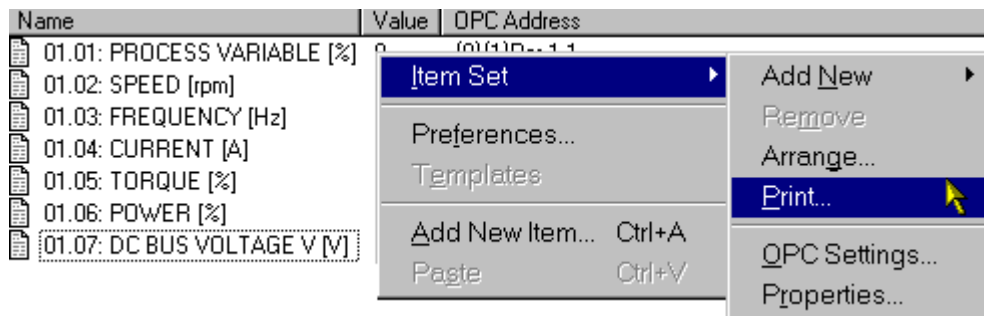 Name Value OPC Address
01.01: PROCESS VARIABLE [%]
01.02: SPEED [rpm]
01.03: FREQUENCY [Hz]
01.04: CURRENT [A]
01.05: TORQUE [%]
01.06: POWER [%]
01.07: DC BUS VOLTAGE V [V]
Item Set
Preferences...
Templates
Add New Item... Ctrl+A
Paste Ctrl+V
Add New
Remove
Arrange...
Print...
OPC Settings...
Properties...